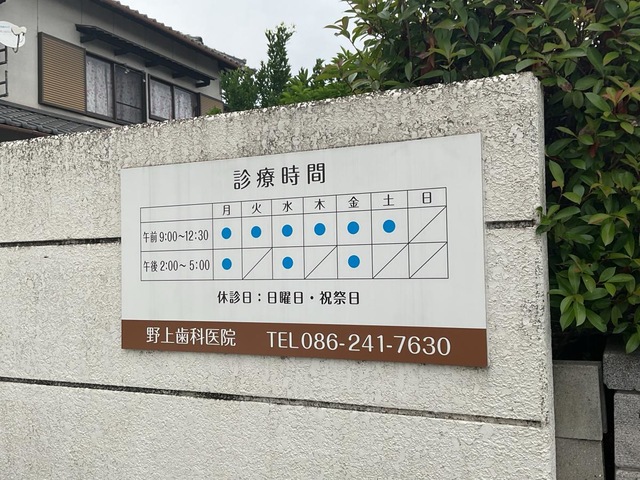 診療時間
月 火 水 木 金 土 日
午前 9:00〜12:30 ● ● ● ● ● ●
午後 2:00〜 5:00 ● ● ●
休診日：日曜日・祝祭日
野上歯科医院 TEL 086-241-7630